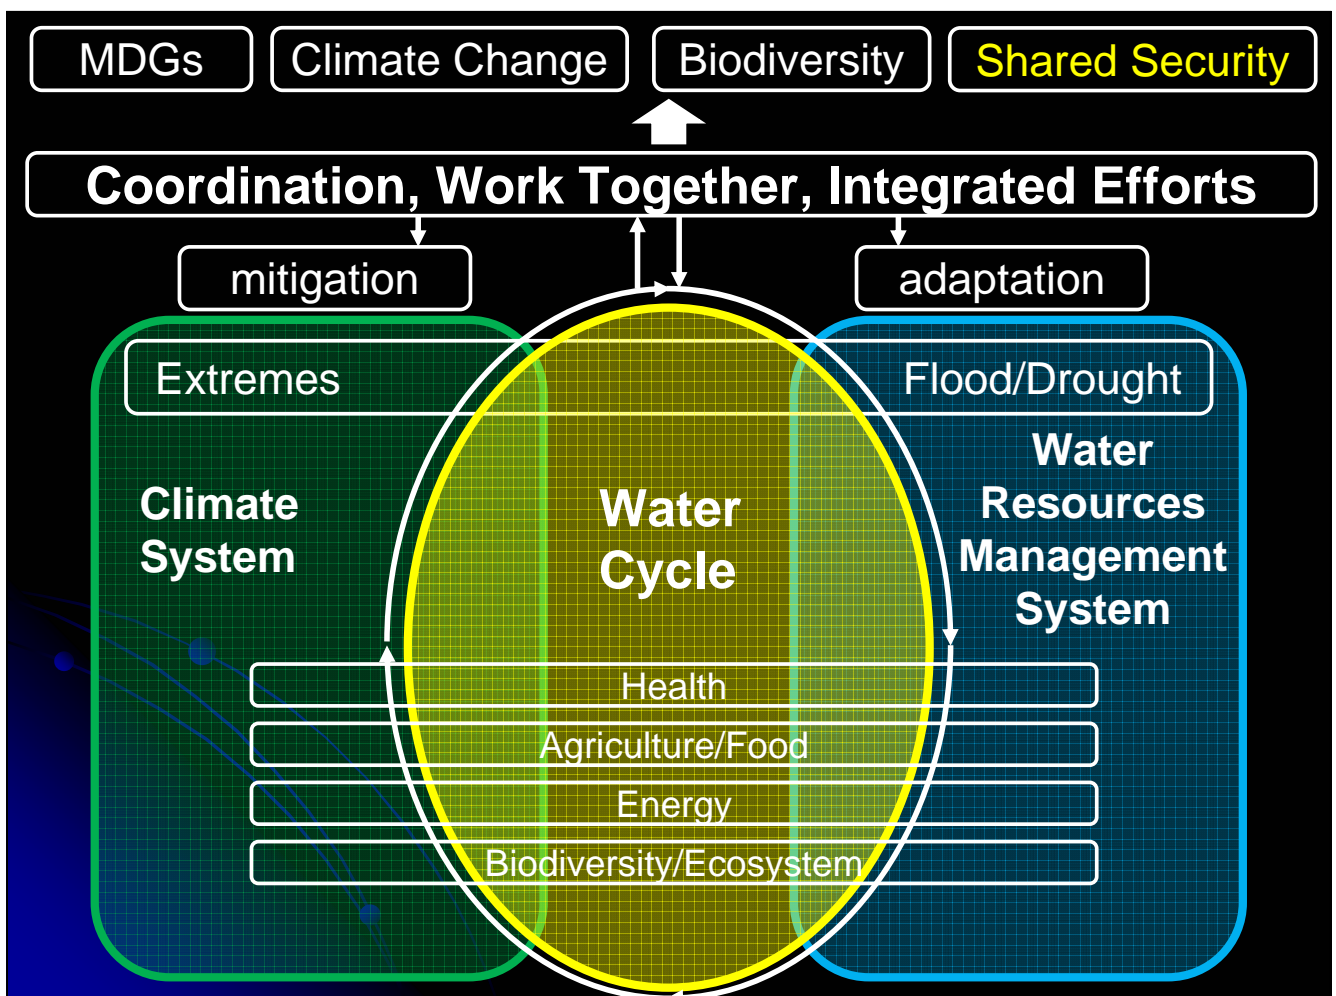 MDGs
Climate Change
Biodiversity
Shared Security
Coordination, Work Together, Integrated Efforts
mitigation
adaptation
Extremes
Flood/Drought
Climate
System
Water
Cycle
Water
Resources
Management
System
Health
Agriculture/Food
Energy
Biodiversity/Ecosystem